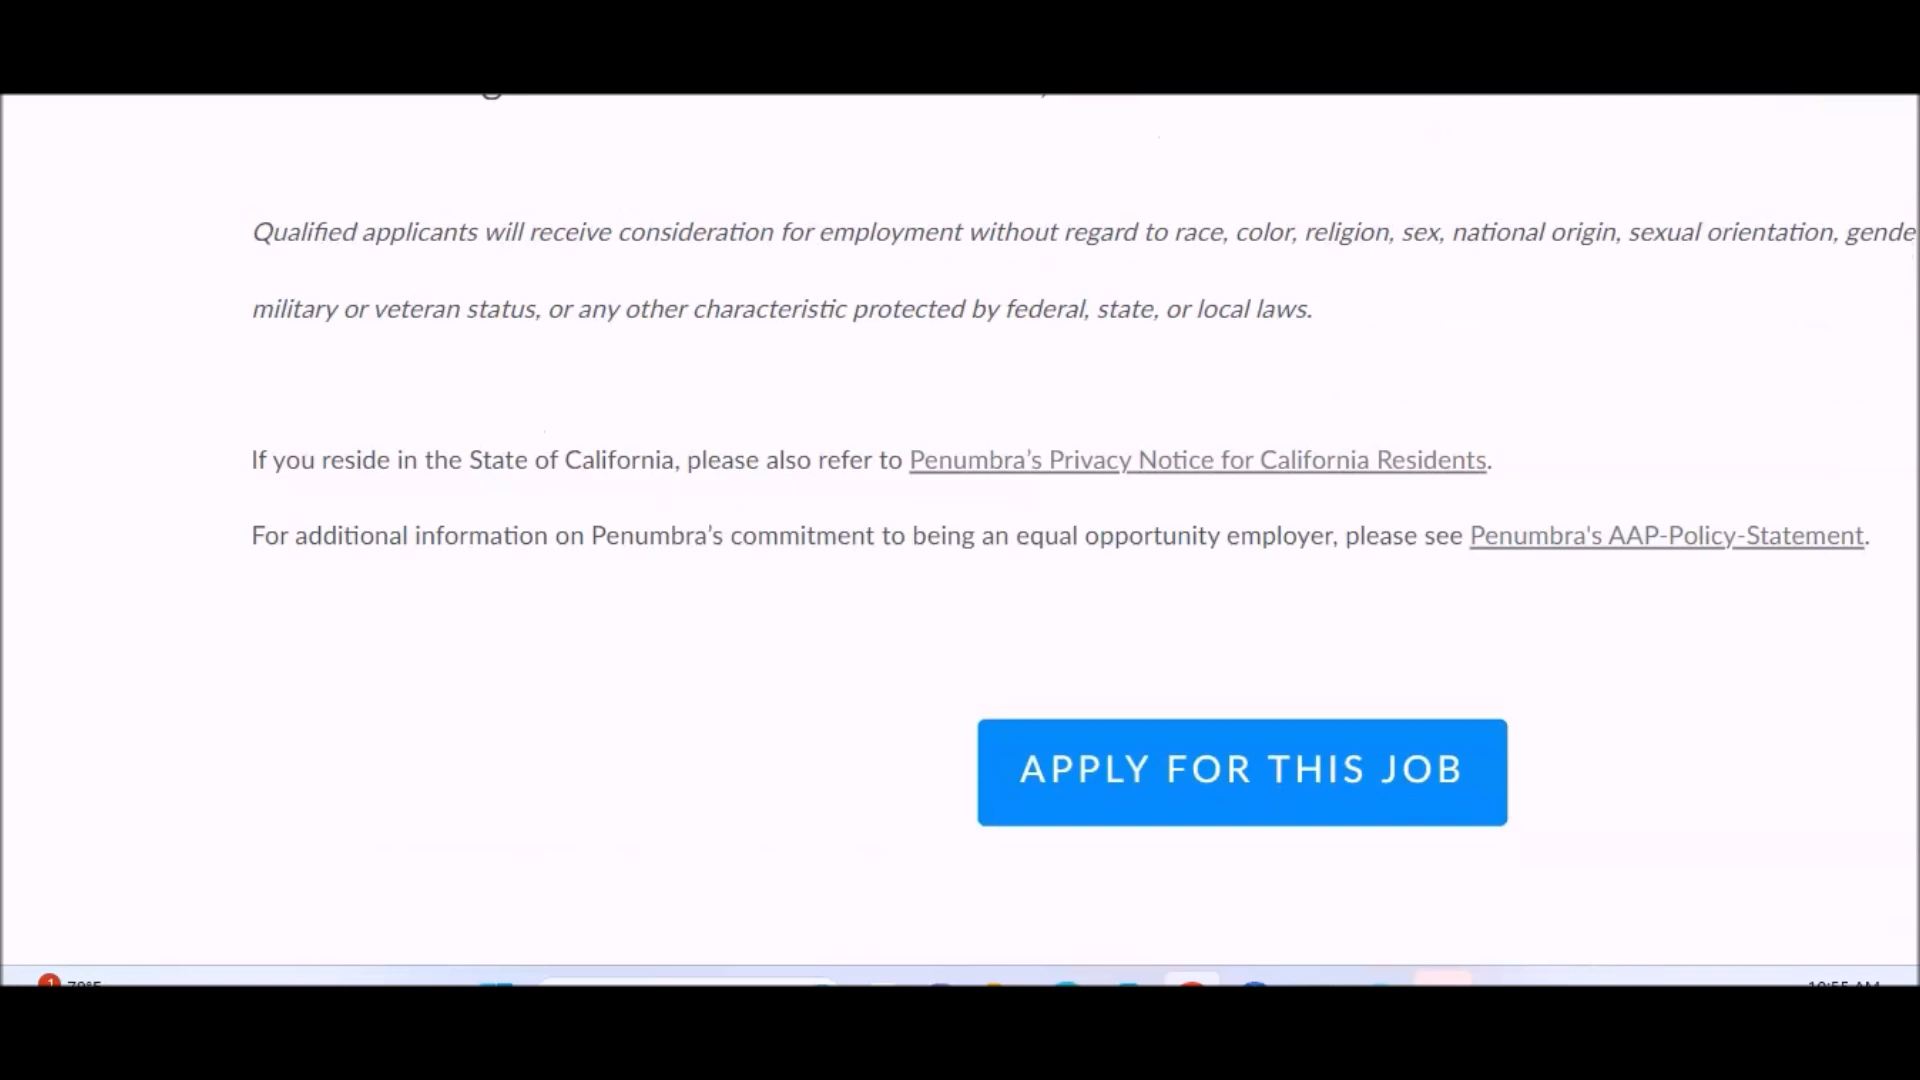 Qualified applicants will receive consideration for employment without regard to race, color, religion, sex, national origin, sexual orientation, gende
military or veteran status, or any other characteristic protected by federal, state, or local laws.
If you reside in the State of California, please also refer to Penumbra’s Privacy Notice for California Residents.
For additional information on Penumbra’s commitment to being an equal opportunity employer, please see Penumbra's AAP-Policy-Statement.
APPLY FOR THIS JOB